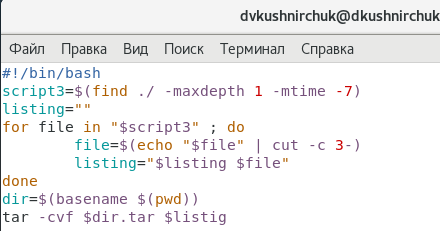 dvkushnirchuk@dkushnirchuk
Файл Правка Вид Поиск Терминал Справка
#!/bin/bash
script3=$(find ./ -maxdepth 1 -mtime -7)
listing=""
for file in "$script3" ; do
        file=$(echo "$file" | cut -c 3-)
        listing="$listing $file"
done
dir=$(basename $(pwd))
tar -cvf $dir.tar $listig